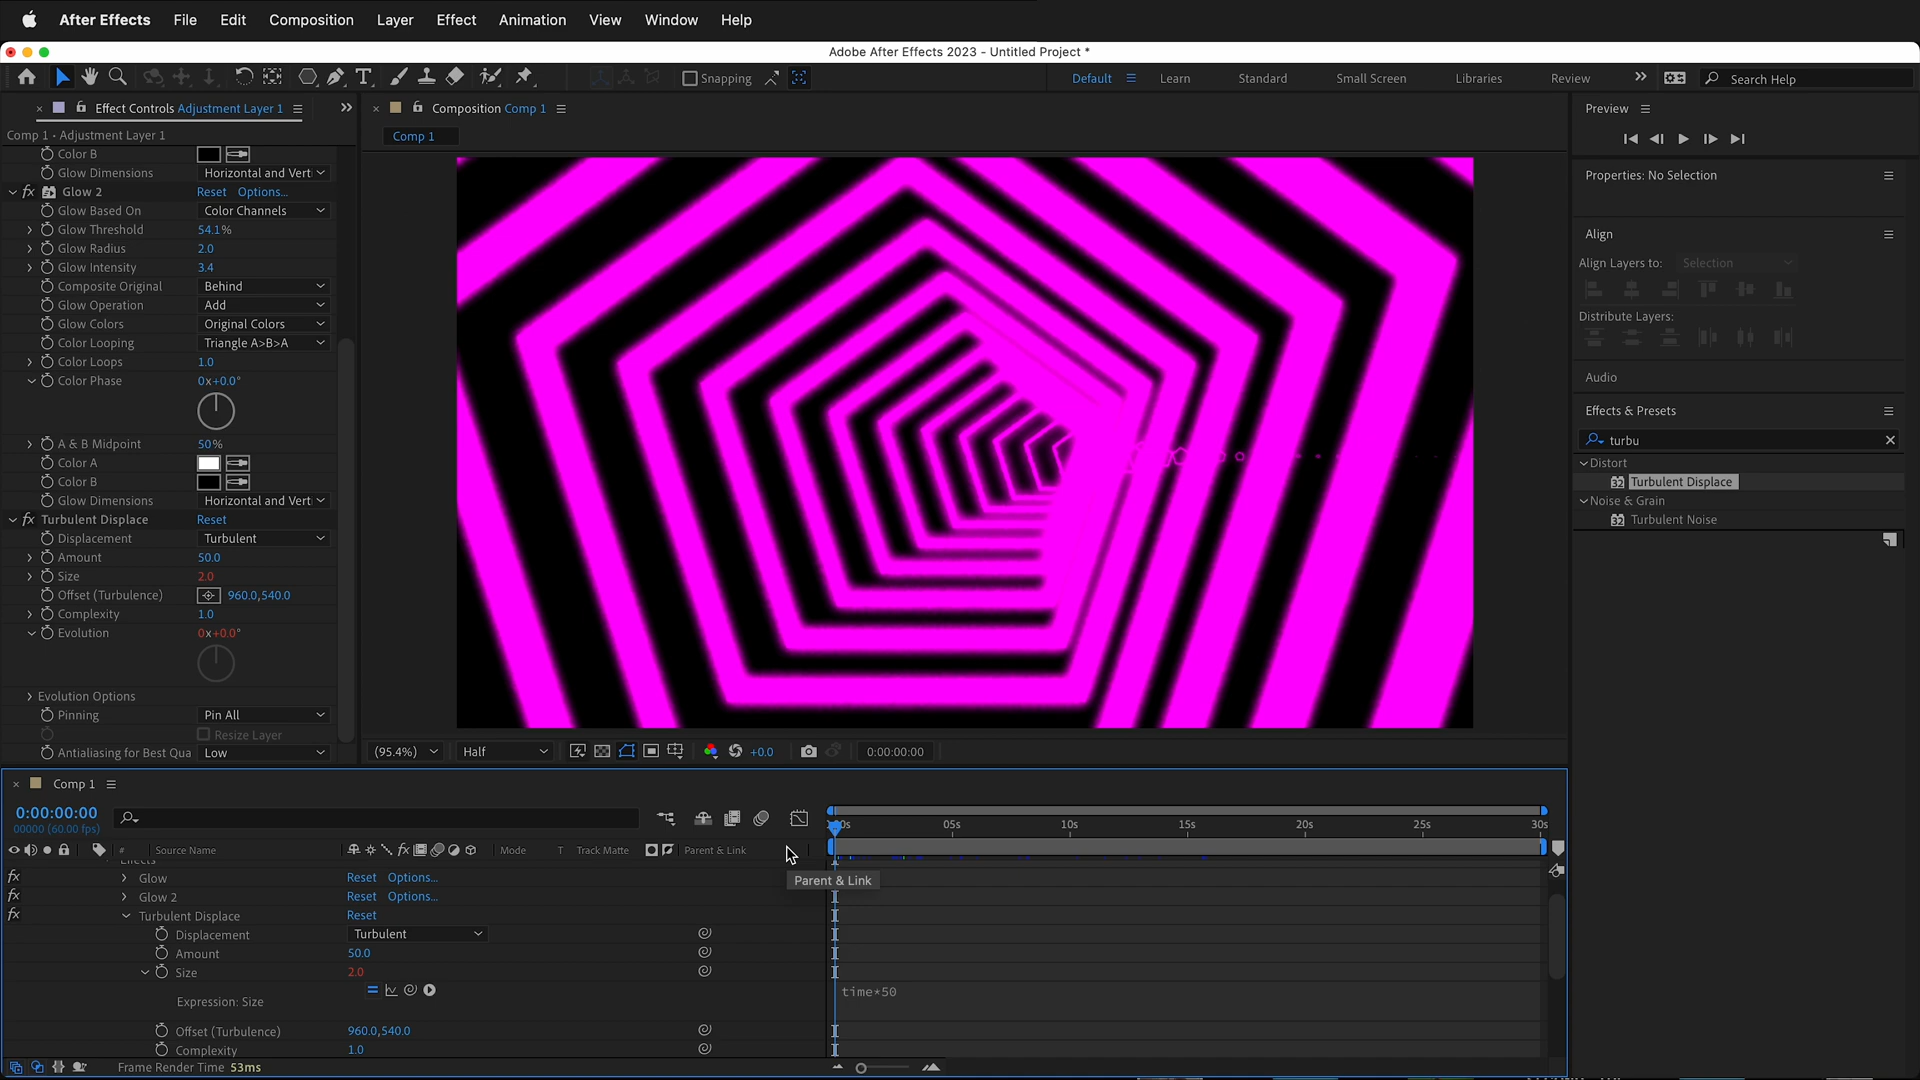 After Effects File Edit Composition Layer Effect Animation View Window Help
Adobe After Effects 2023 - Untitled Project *
Snapping Default Learn Standard Small Screen Libraries Review Search Help
Effect Controls Adjustment Layer 1
Comp 1 • Adjustment Layer 1
Color B
Glow Dimensions Horizontal and Verti
fx Glow 2 Reset Options...
Glow Based On Color Channels
Glow Threshold 54.1%
Glow Radius 2.0
Glow Intensity 3.4
Composite Original Behind
Glow Operation Add
Glow Colors Original Colors
Color Looping Triangle A>B>A
Color Loops 1.0
Color Phase 0x+0.0°
A & B Midpoint 50%
Color A
Color B
Glow Dimensions Horizontal and Verti
fx Turbulent Displace Reset
Displacement Turbulent
Amount 50.0
Size 2.0
Offset (Turbulence) 960.0,540.0
Complexity 1.0
Evolution 0x+0.0°
Evolution Options
Pinning Pin All
Resize Layer
Antialiasing for Best Qua Low
Composition Comp 1
Comp 1
(95.4%) Half +0.0 0:00:00:00
Preview
Properties: No Selection
Align
Align Layers to: Selection
Distribute Layers:
Audio
Effects & Presets
turbu
Distort
32 Turbulent Displace
Noise & Grain
32 Turbulent Noise
Comp 1
0:00:00:00
00000 (60.00 fps)
05s 10s 15s 20s 25s 30s
# Source Name fx Mode T Track Matte Parent & Link
Parent & Link
Effects
fx Glow Reset Options...
fx Glow 2 Reset Options...
fx Turbulent Displace Reset
Displacement Turbulent
Amount 50.0
Size 2.0
Expression: Size time*50
Offset (Turbulence) 960.0,540.0
Complexity 1.0
Frame Render Time 53ms